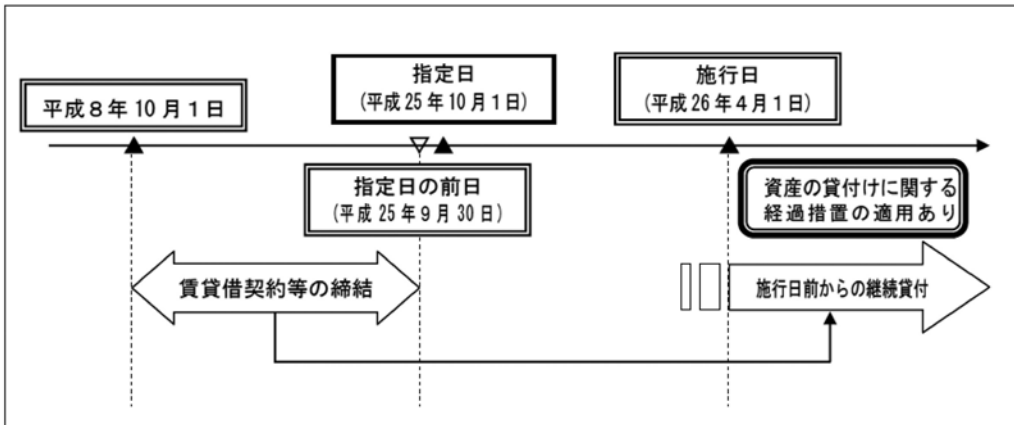 平成8年10月1日
指定日
(平成25年10月1日)
施行日
(平成26年4月1日)
指定日の前日
(平成25年9月30日)
資産の貸付けに関する
経過措置の適用あり
賃貸借契約等の締結
施行日前からの継続貸付